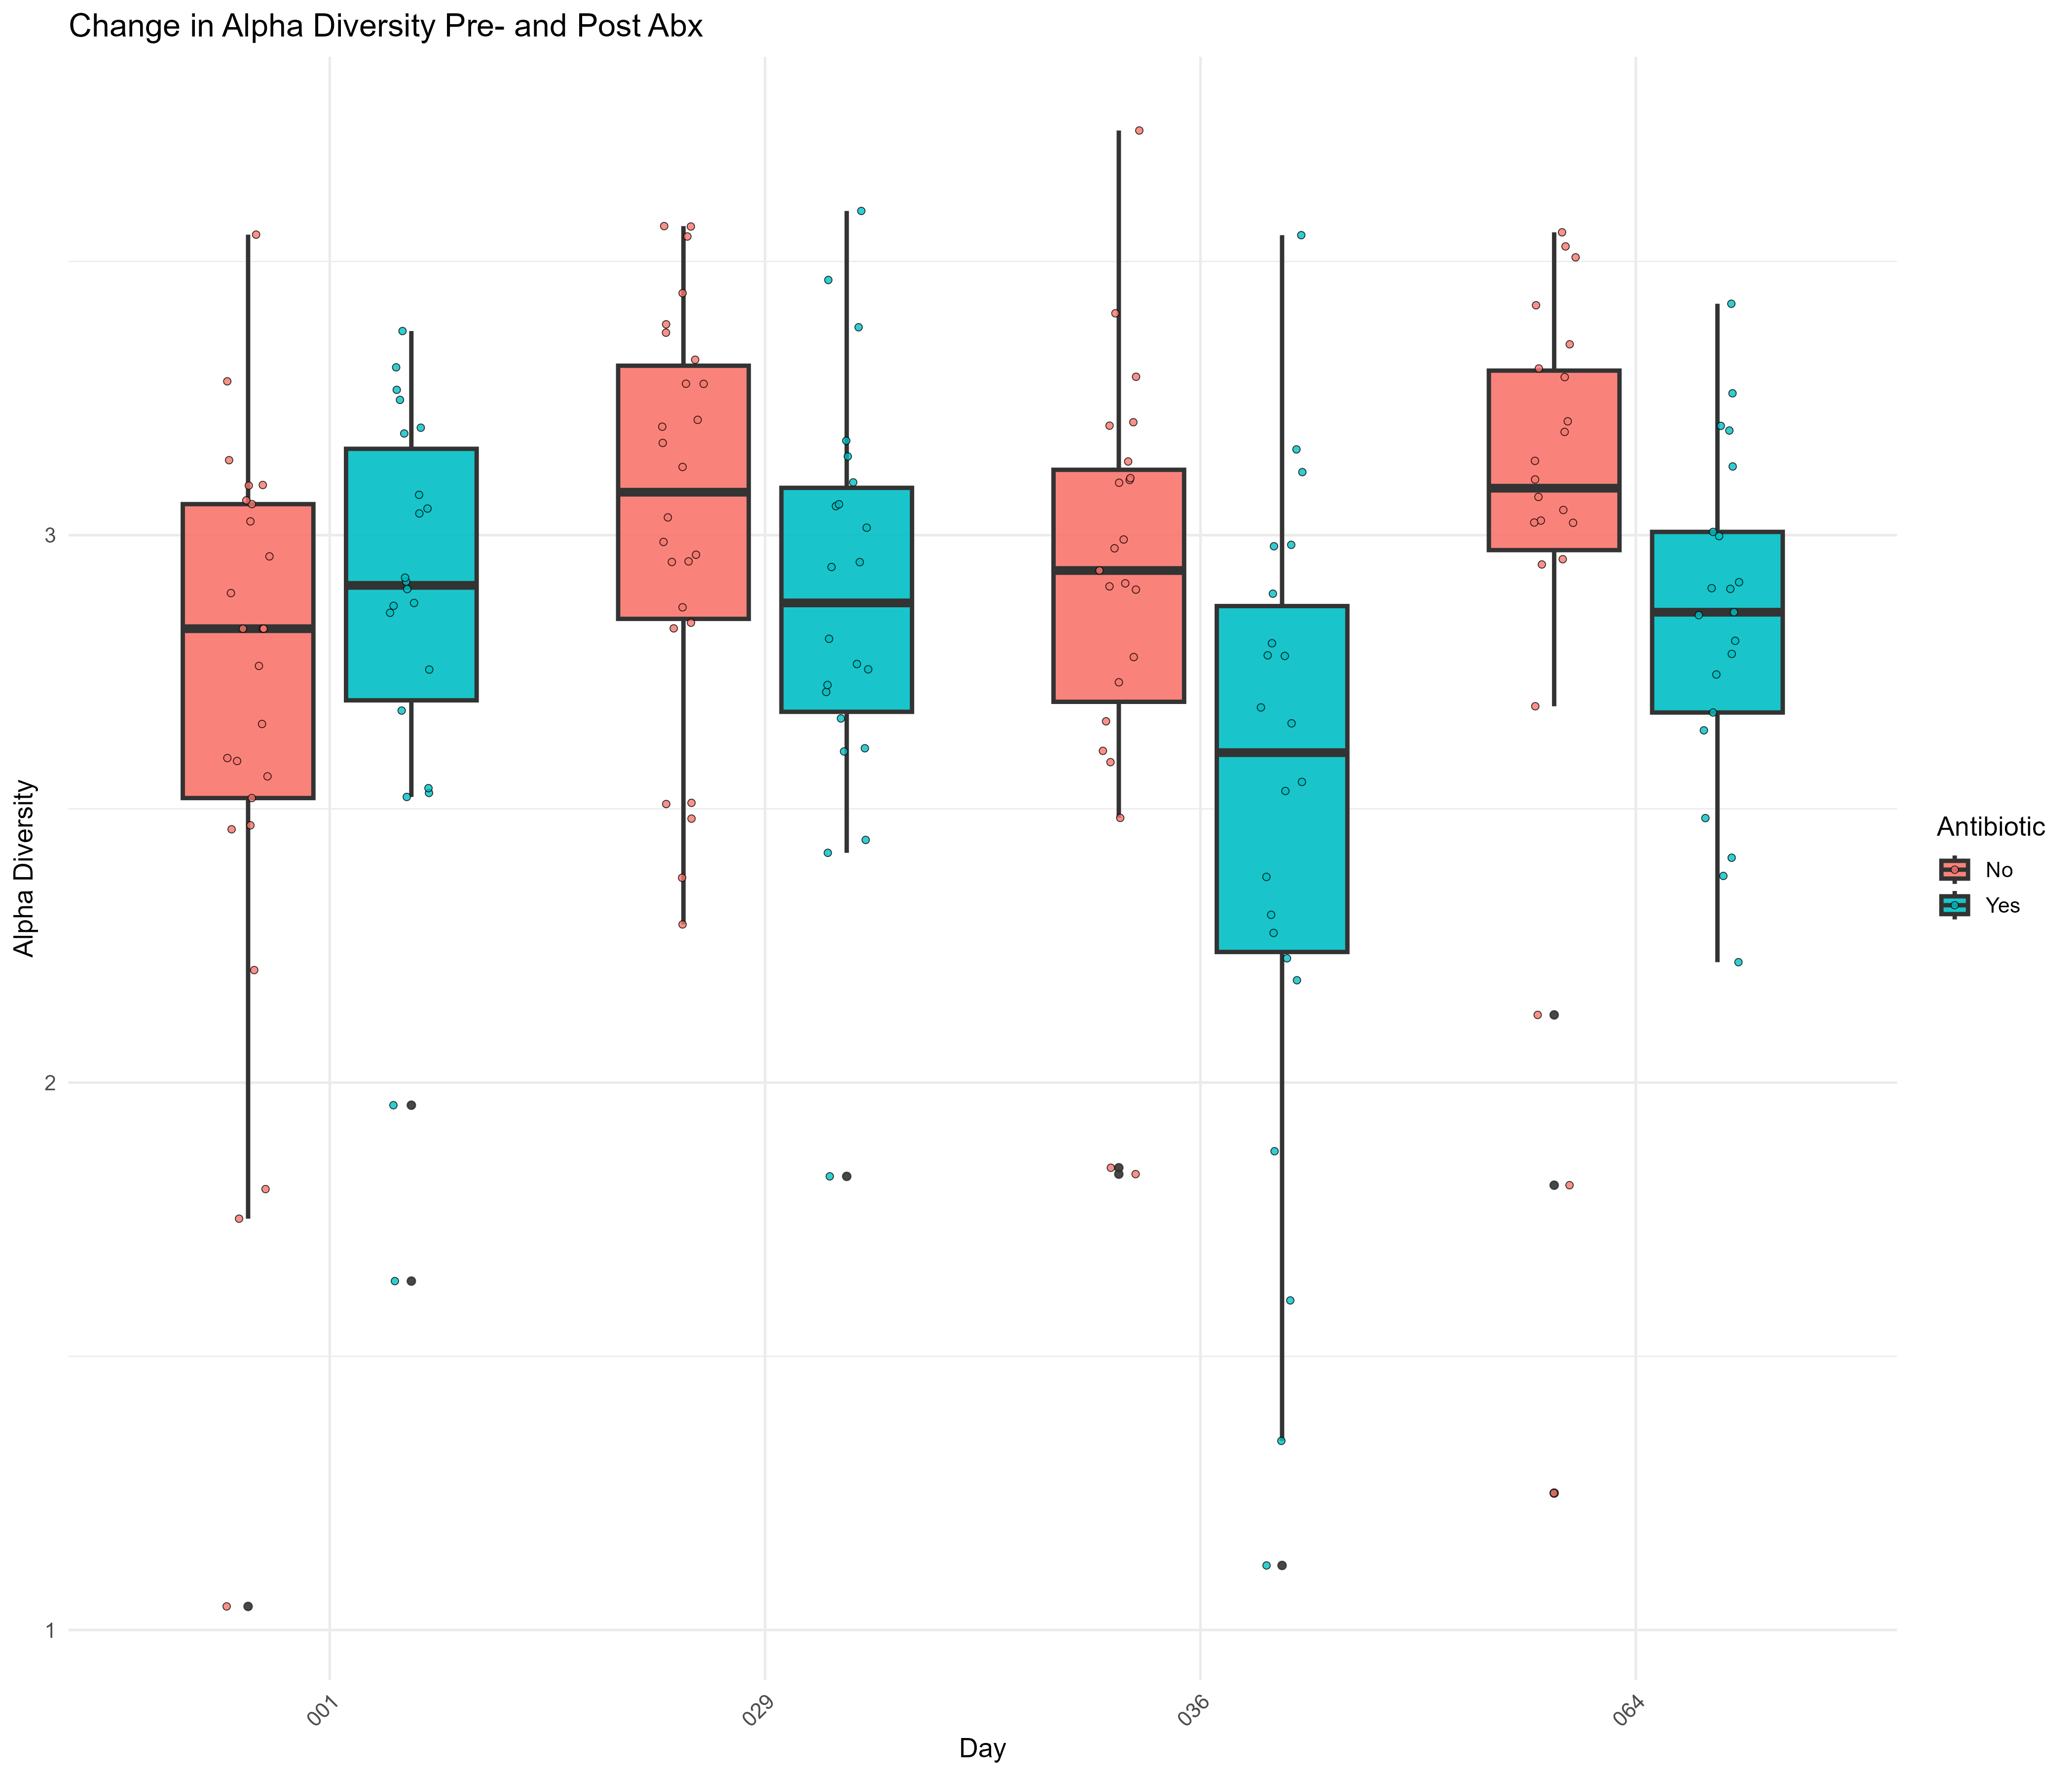 Change in Alpha Diversity Pre- and Post Abx
Alpha Diversity
3
2
1
001
029
036
064
Day
Antibiotic
No
Yes